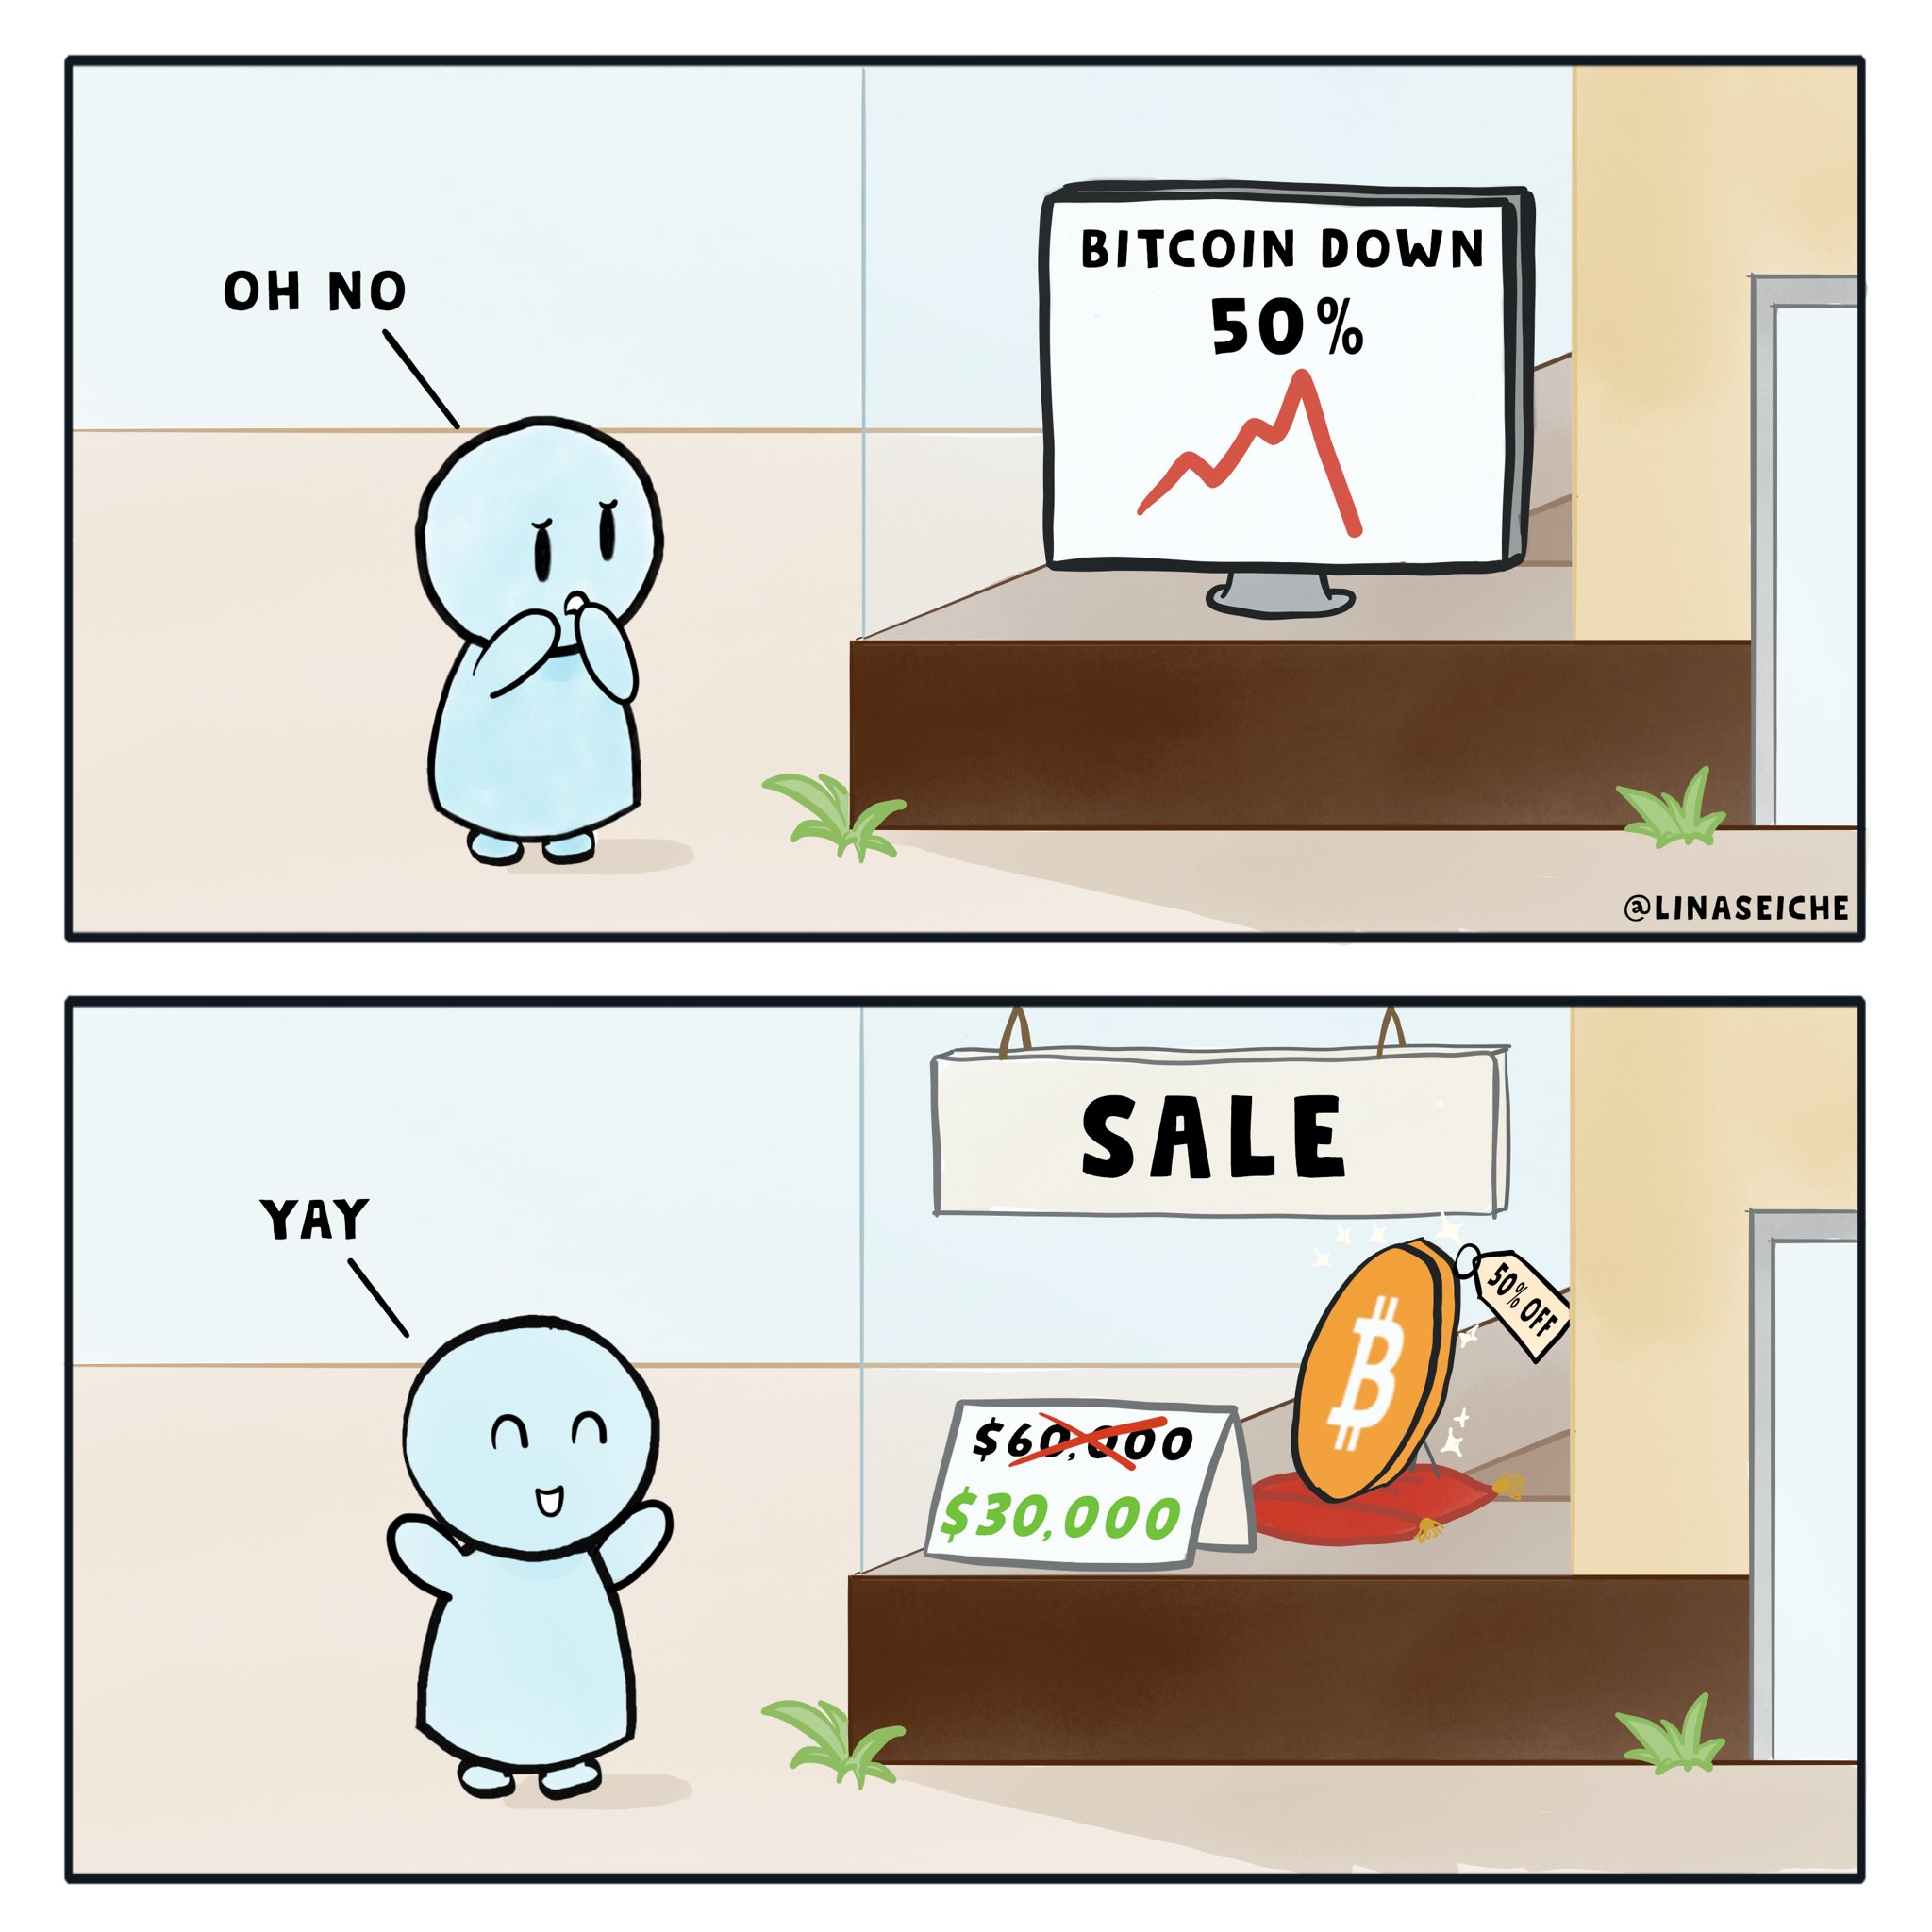 OH NO
BITCOIN DOWN
50%
@LINASEICHE
YAY
SALE
50% OFF
$60,000
$30,000
₿